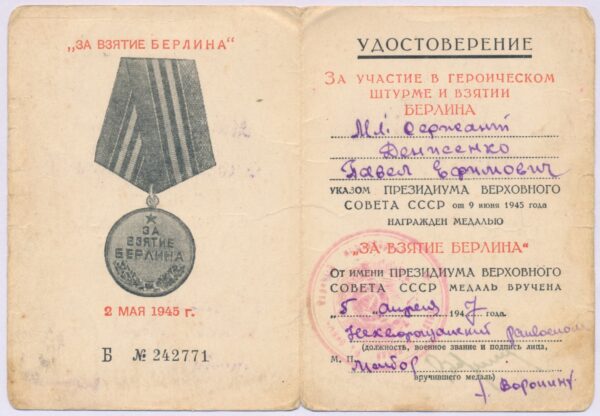 „ЗА ВЗЯТИЕ БЕРЛИНА“
ЗА
ВЗЯТИЕ
БЕРЛИНА
2 МАЯ 1945 г.
Б № 242771
УДОСТОВЕРЕНИЕ
ЗА УЧАСТИЕ В ГЕРОИЧЕСКОМ
ШТУРМЕ И ВЗЯТИИ
БЕРЛИНА
Мл. Сержант
Денисенко
Павел Ефимович
УКАЗОМ ПРЕЗИДИУМА ВЕРХОВНОГО
СОВЕТА СССР от 9 июня 1945 года
НАГРАЖДЕН МЕДАЛЬЮ
„ЗА ВЗЯТИЕ БЕРЛИНА“
ОТ ИМЕНИ ПРЕЗИДИУМА ВЕРХОВНОГО
СОВЕТА СССР МЕДАЛЬ ВРУЧЕНА
„5 апреля 1947 года.
(должность, военное звание и подпись лица,
М. П. Майор
вручившего медаль)